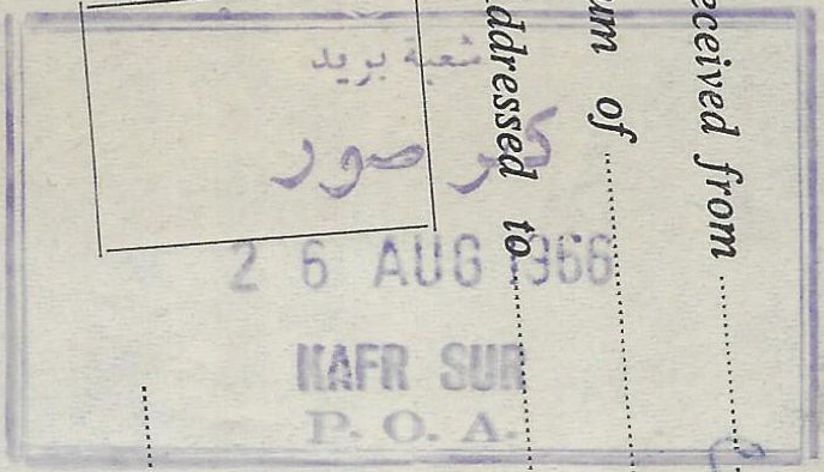 شعبة بريد
كفر صور
26 AUG 1966
KAFR SUR
P. O. A.
eceived from
um of
ddressed to